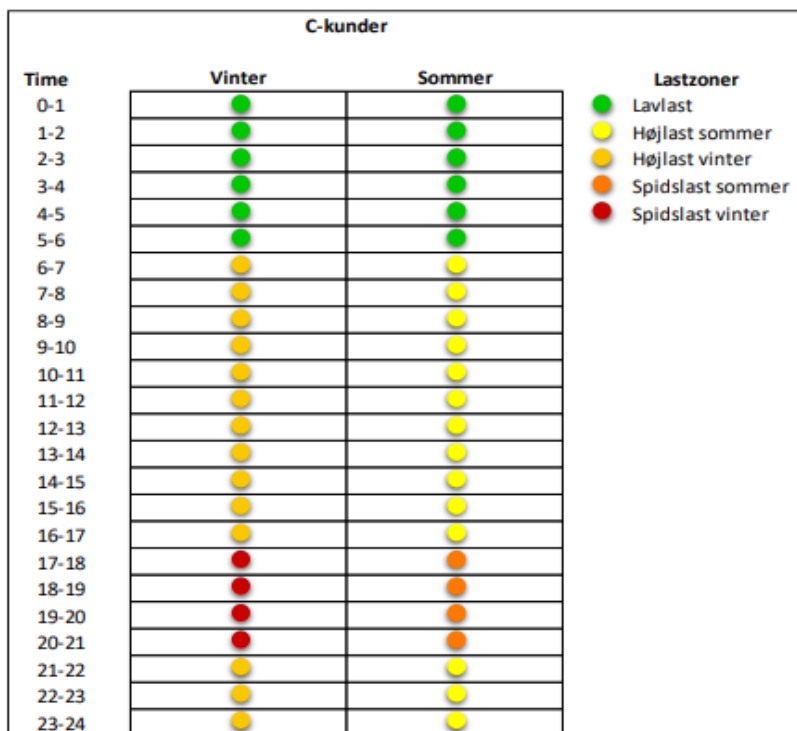 C-kunder
Time Vinter Sommer Lastzoner
0-1 Lavlast
1-2 Højlast sommer
2-3 Højlast vinter
3-4 Spidslast sommer
4-5 Spidslast vinter
5-6
6-7
7-8
8-9
9-10
10-11
11-12
12-13
13-14
14-15
15-16
16-17
17-18
18-19
19-20
20-21
21-22
22-23
23-24